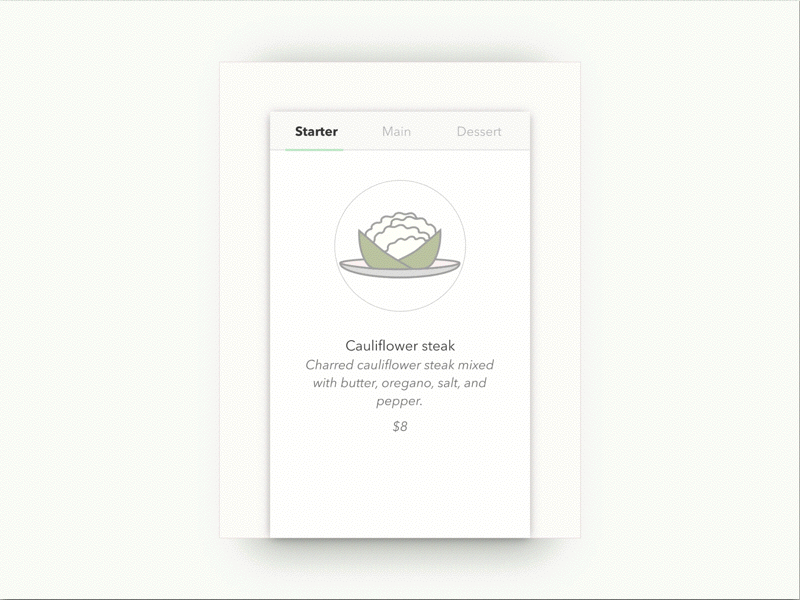 Starter Main Dessert
Cauliflower steak
Charred cauliflower steak mixed
with butter, oregano, salt, and
pepper.
$8